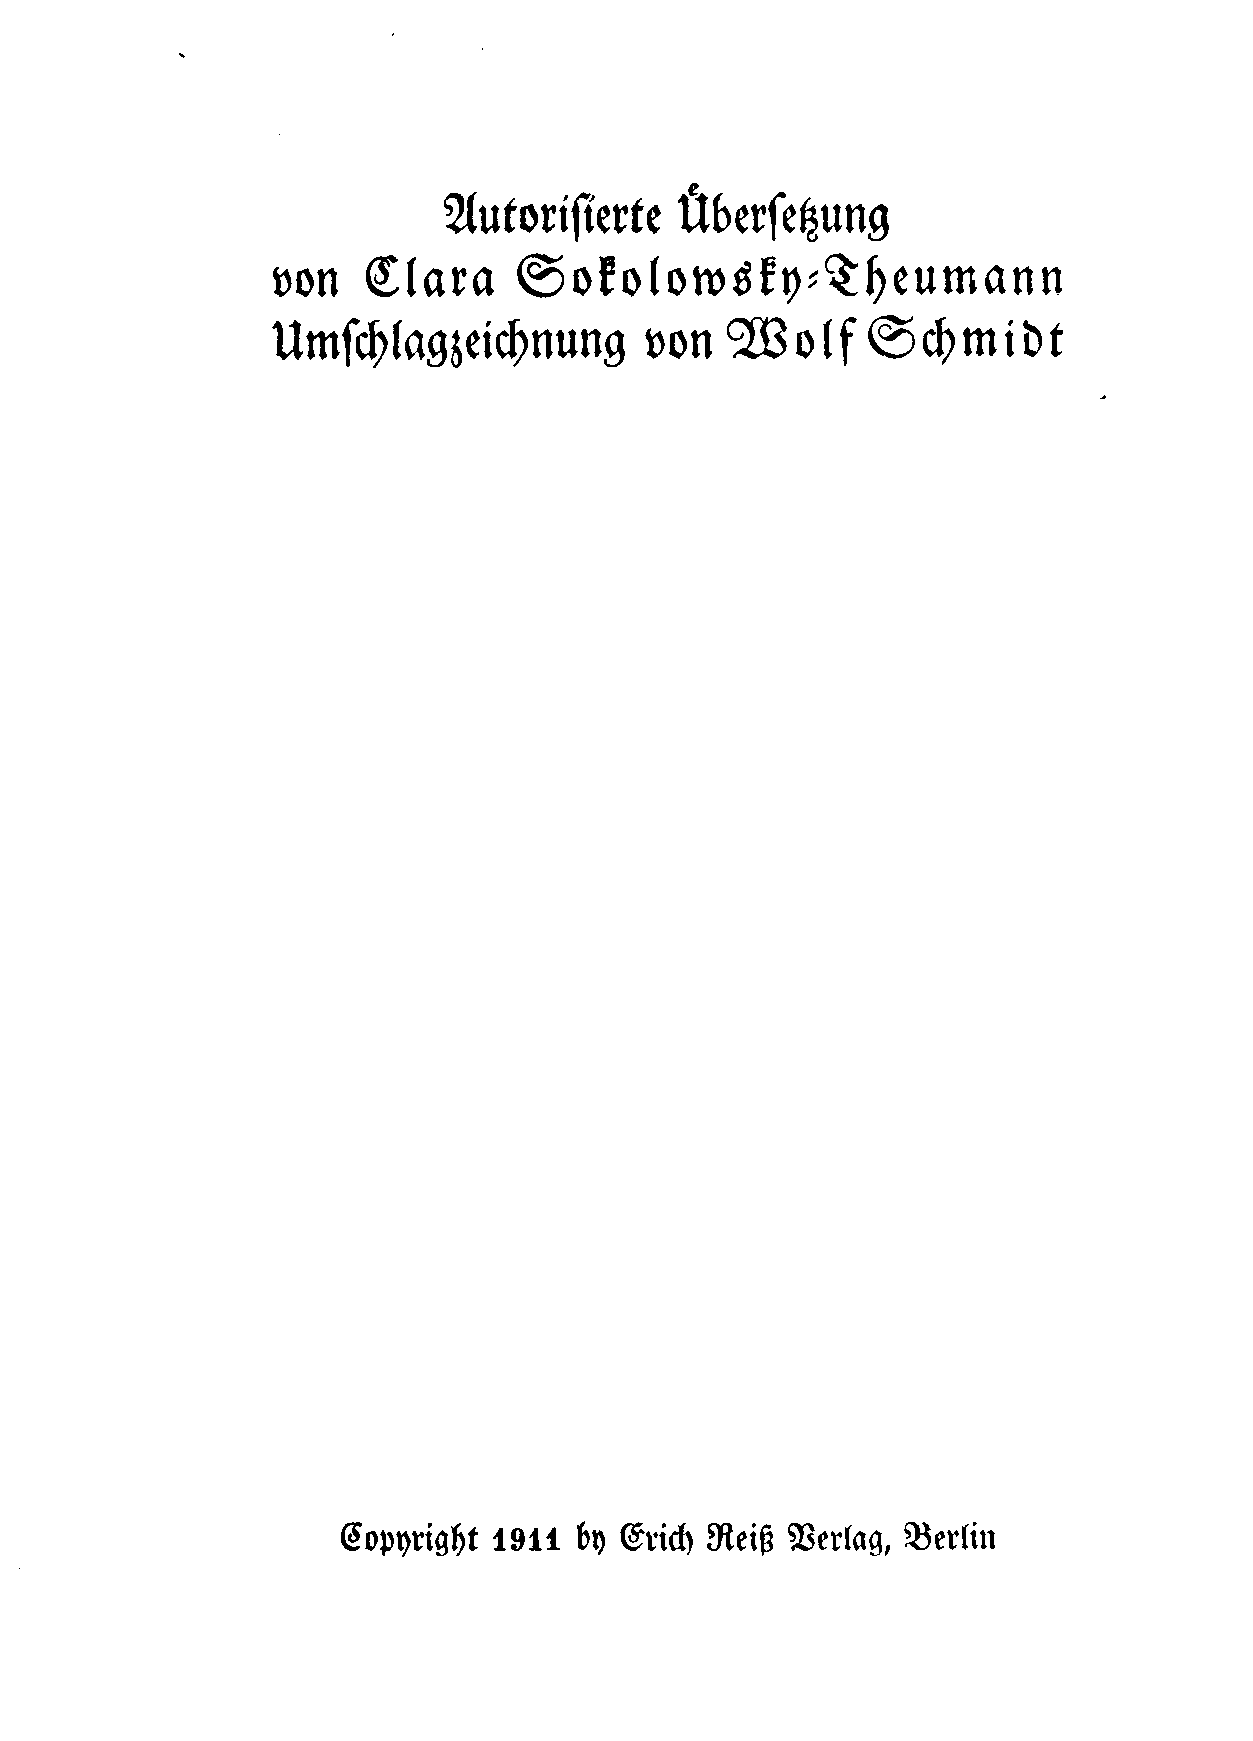 Autorisierte Übersetzung
von Clara Sokolowsky-Theumann
Umschlagzeichnung von Wolf Schmidt
Copyright 1911 by Erich Reiß Verlag, Berlin